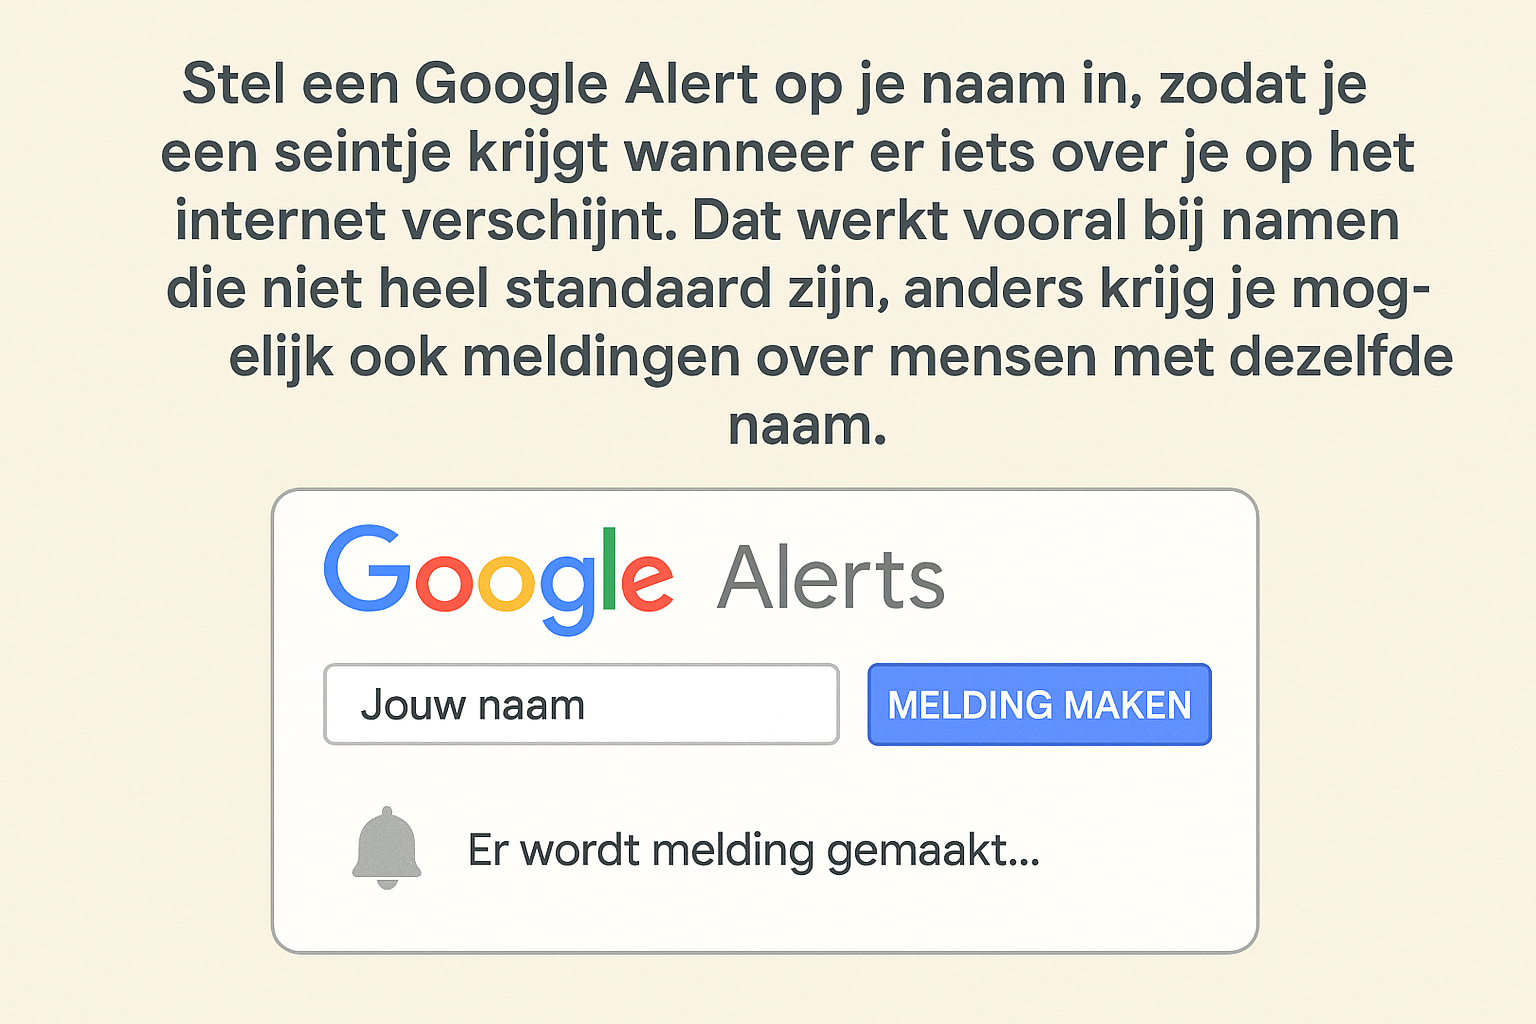 Stel een Google Alert op je naam in, zodat je
een seintje krijgt wanneer er iets over je op het
internet verschijnt. Dat werkt vooral bij namen
die niet heel standaard zijn, anders krijg je mog-
elijk ook meldingen over mensen met dezelfde
naam.
Google Alerts
Jouw naam
MELDING MAKEN
Er wordt melding gemaakt...